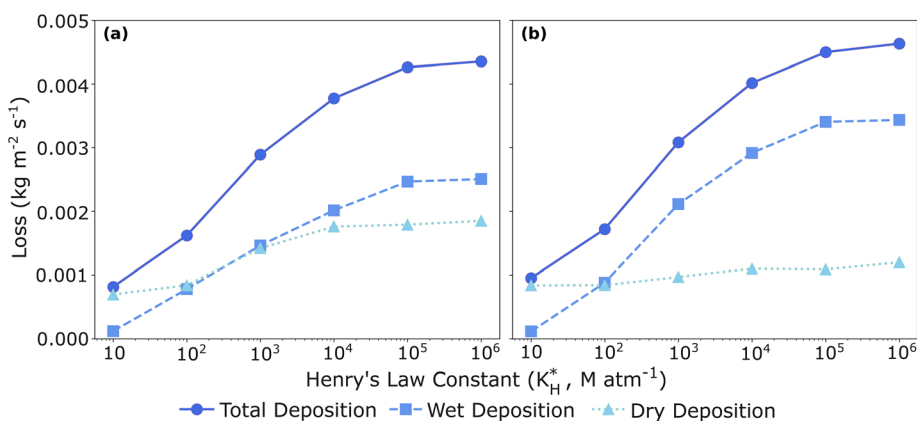 (a)
(b)
0.005
0.004
0.003
0.002
0.001
0.000
Loss (kg m⁻² s⁻¹)
10 10² 10³ 10⁴ 10⁵ 10⁶
10 10² 10³ 10⁴ 10⁵ 10⁶
Henry's Law Constant (K*H , M atm⁻¹)
Total Deposition Wet Deposition Dry Deposition